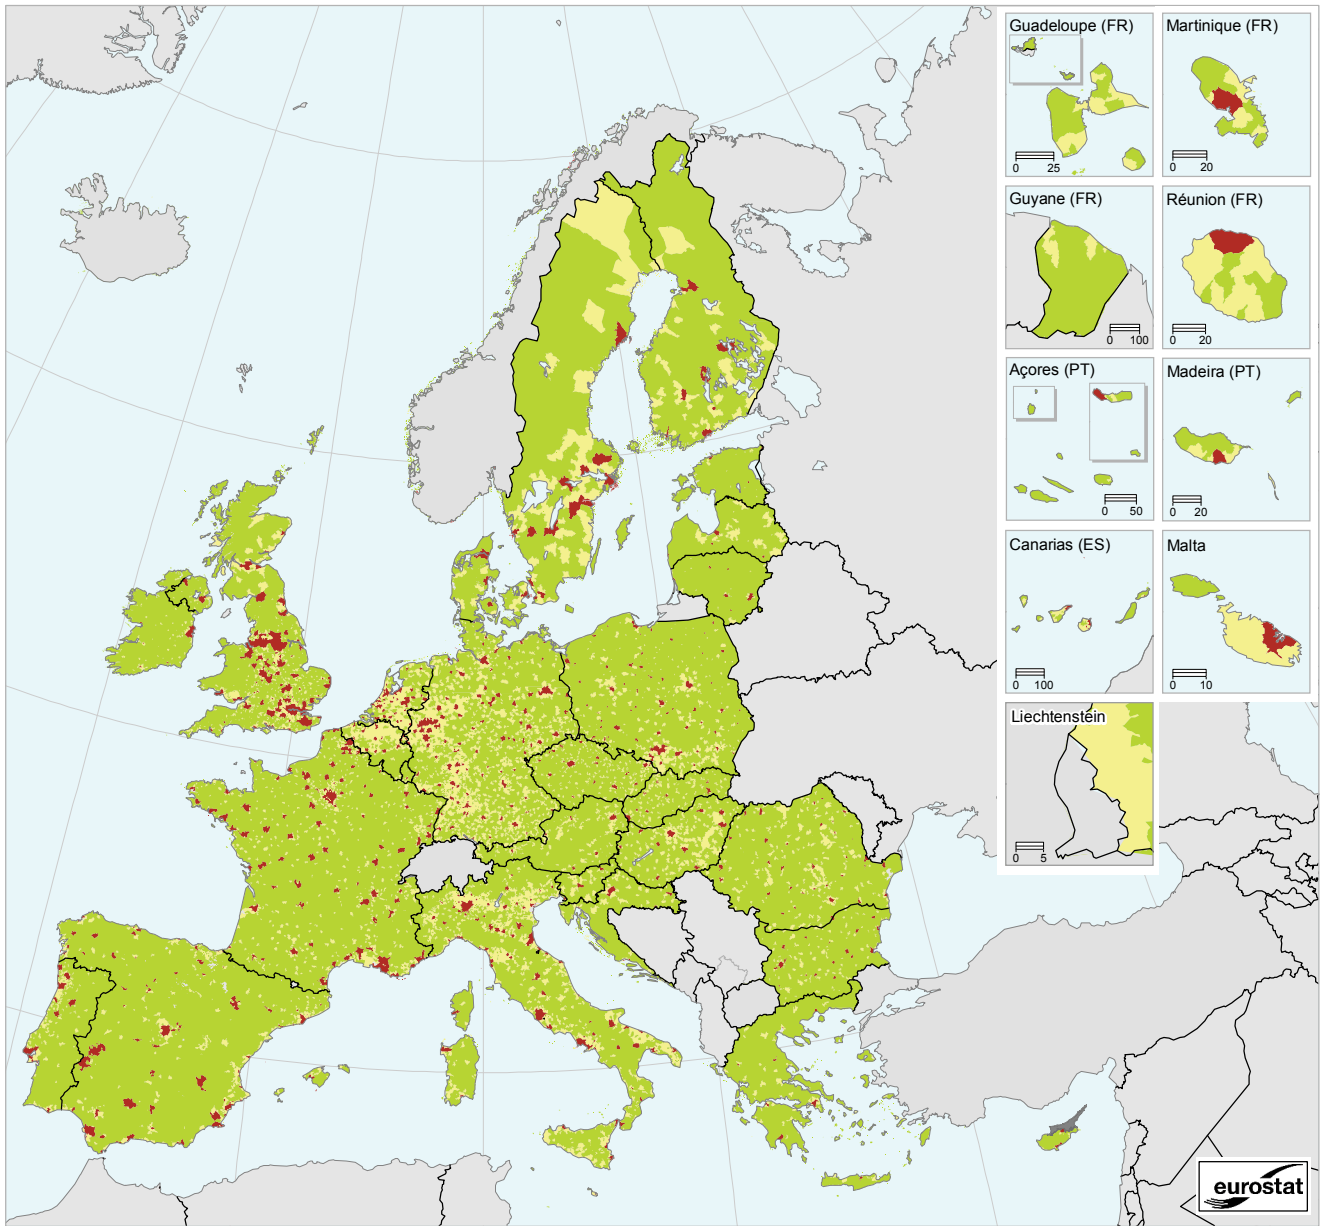 Guadeloupe (FR)
0 25
Martinique (FR)
0 20
Guyane (FR)
0 100
Réunion (FR)
0 20
Açores (PT)
0 50
Madeira (PT)
0 20
Canarias (ES)
0 100
Malta
0 10
Liechtenstein
0 5
eurostat